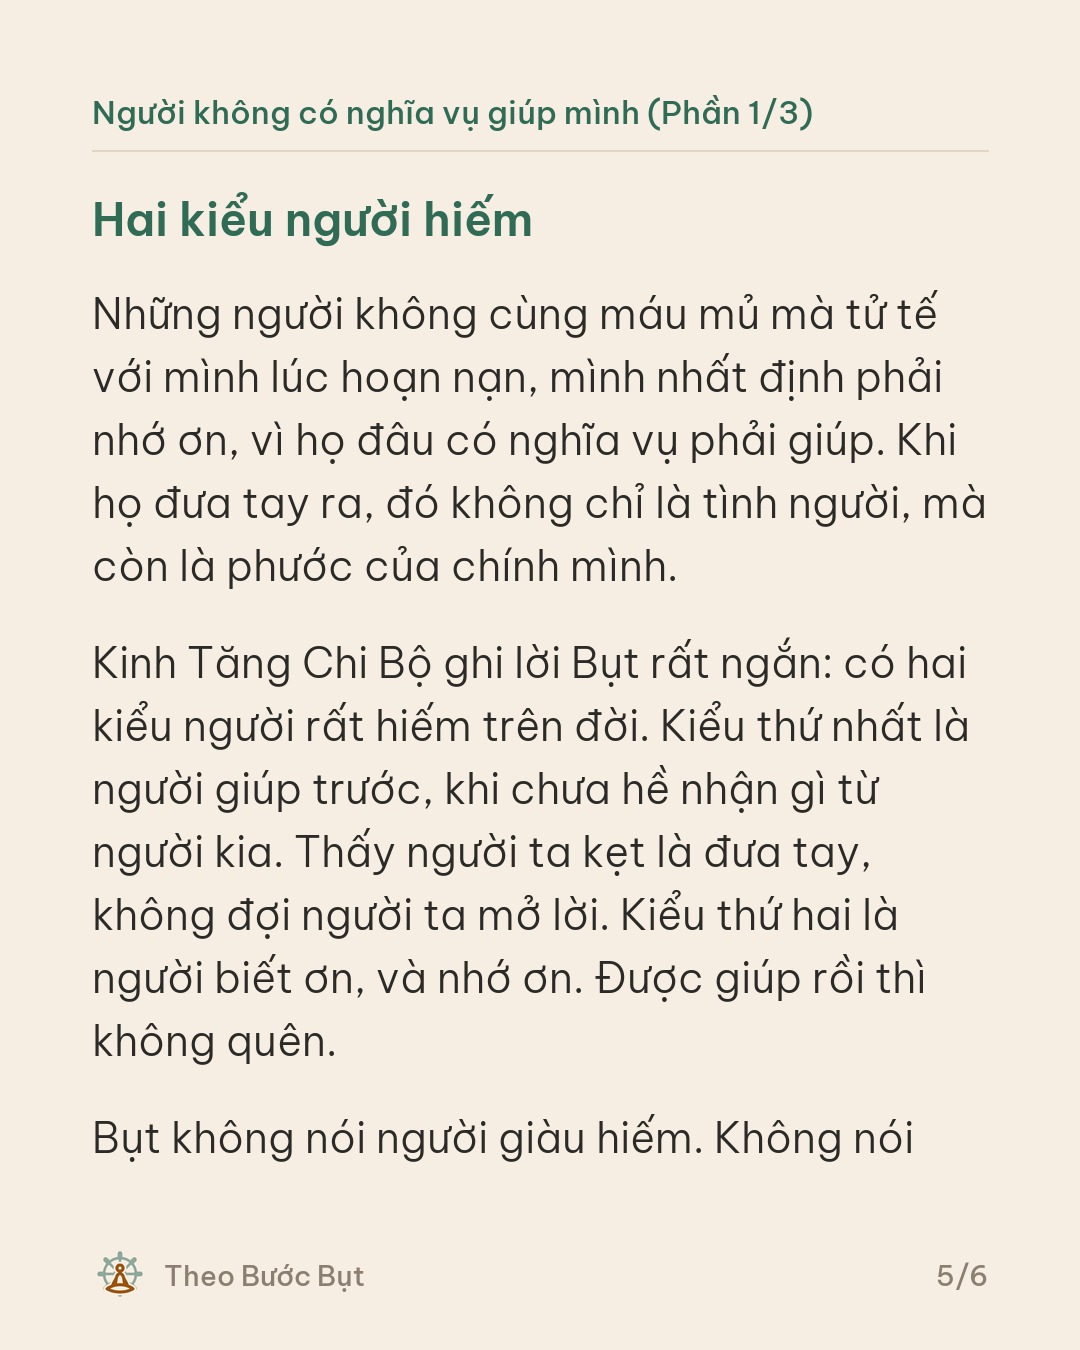 Người không có nghĩa vụ giúp mình (Phần 1/3)
Hai kiểu người hiếm
Những người không cùng máu mủ mà tử tế
với mình lúc hoạn nạn, mình nhất định phải
nhớ ơn, vì họ đâu có nghĩa vụ phải giúp. Khi
họ đưa tay ra, đó không chỉ là tình người, mà
còn là phước của chính mình.
Kinh Tăng Chi Bộ ghi lời Bụt rất ngắn: có hai
kiểu người rất hiếm trên đời. Kiểu thứ nhất là
người giúp trước, khi chưa hề nhận gì từ
người kia. Thấy người ta kẹt là đưa tay,
không đợi người ta mở lời. Kiểu thứ hai là
người biết ơn, và nhớ ơn. Được giúp rồi thì
không quên.
Bụt không nói người giàu hiếm. Không nói
Theo Bước Bụt
5/6